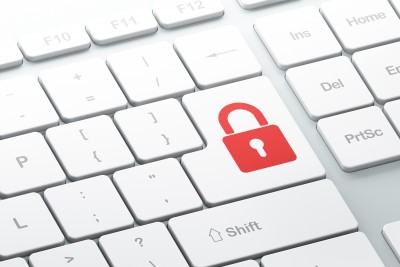 F10 F11 F12
Ins Home
+ =
| /
Del
[ {
] }
PrtSc
P
: ;
" ,
L
> ?
Shift